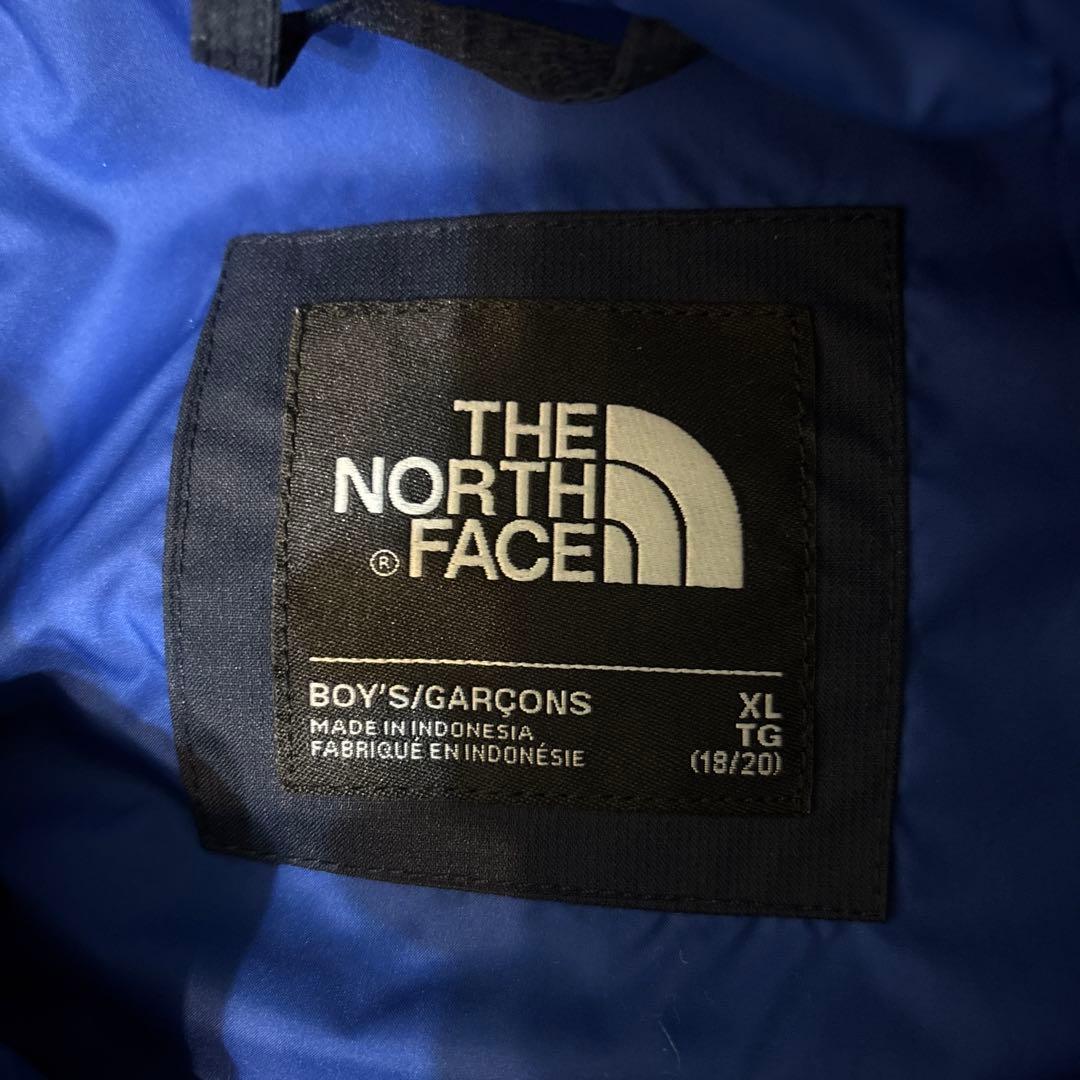 THE
NORTH
® FACE
BOY'S/GARÇONS
MADE IN INDONESIA
FABRIQUÉ EN INDONÉSIE
XL
TG
(18/20)